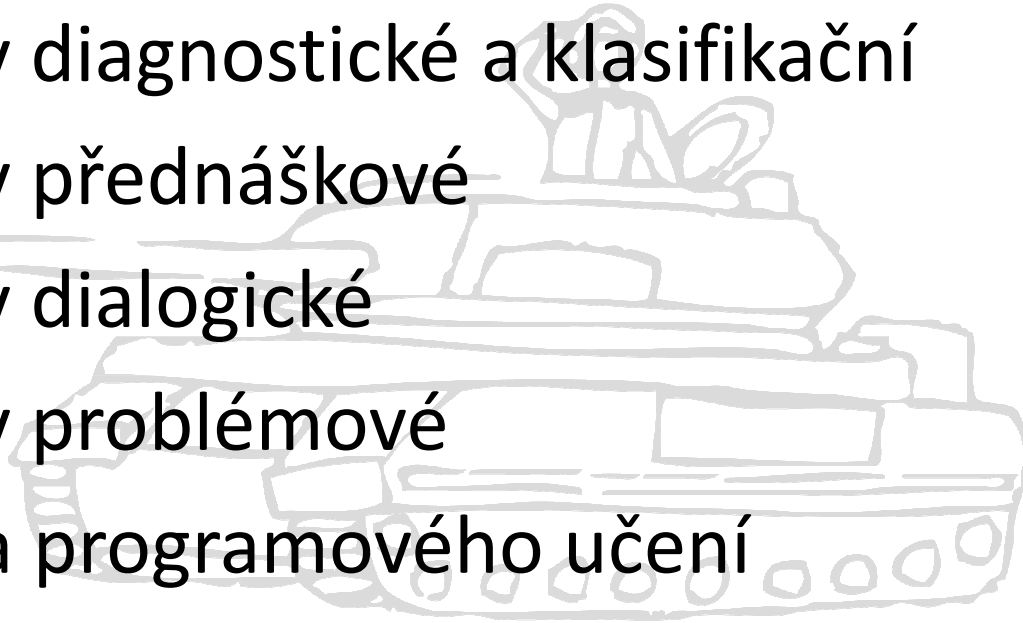 diagnostické a klasifikační
přednáškové
dialogické
problémové
programového učení